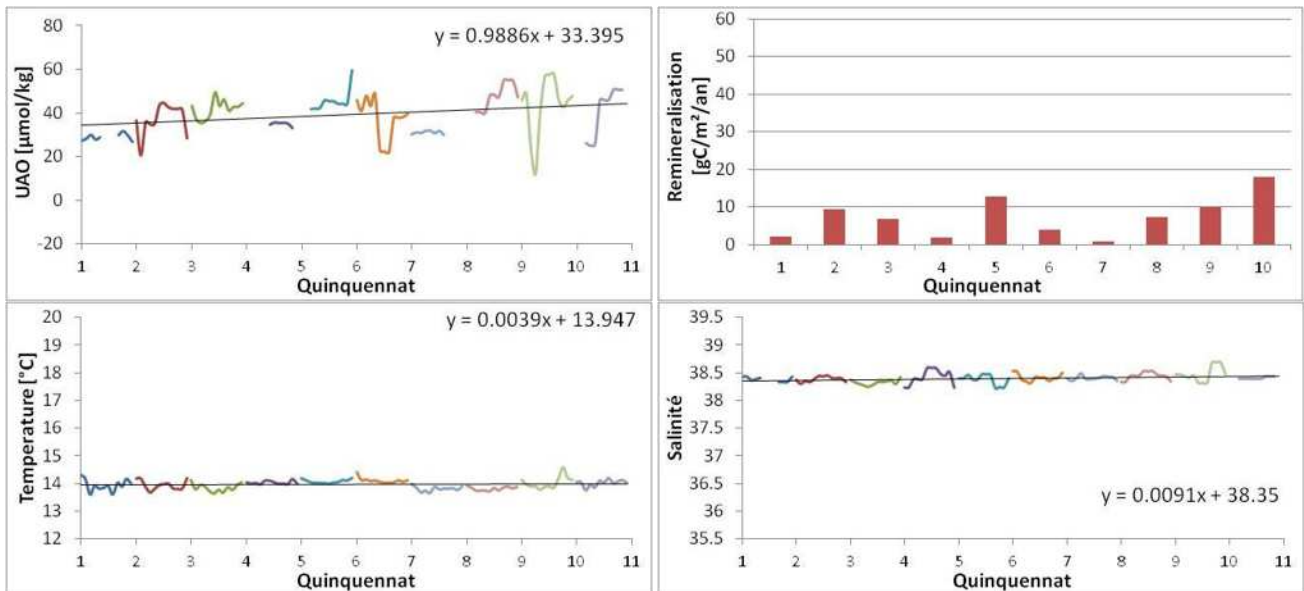 80
60
40
20
0
-20
UAO [µmol/kg]
y = 0.9886x + 33.395
1 2 3 4 5 6 7 8 9 10 11
Quinquennat
60
50
40
30
20
10
0
Remineralisation
[gC/m²/an]
1 2 3 4 5 6 7 8 9 10
Quinquennat
20
19
18
17
16
15
14
13
12
Temperature [°C]
y = 0.0039x + 13.947
1 2 3 4 5 6 7 8 9 10 11
Quinquennat
39.5
39
38.5
38
37.5
37
36.5
36
35.5
Salinité
y = 0.0091x + 38.35
1 2 3 4 5 6 7 8 9 10 11
Quinquennat